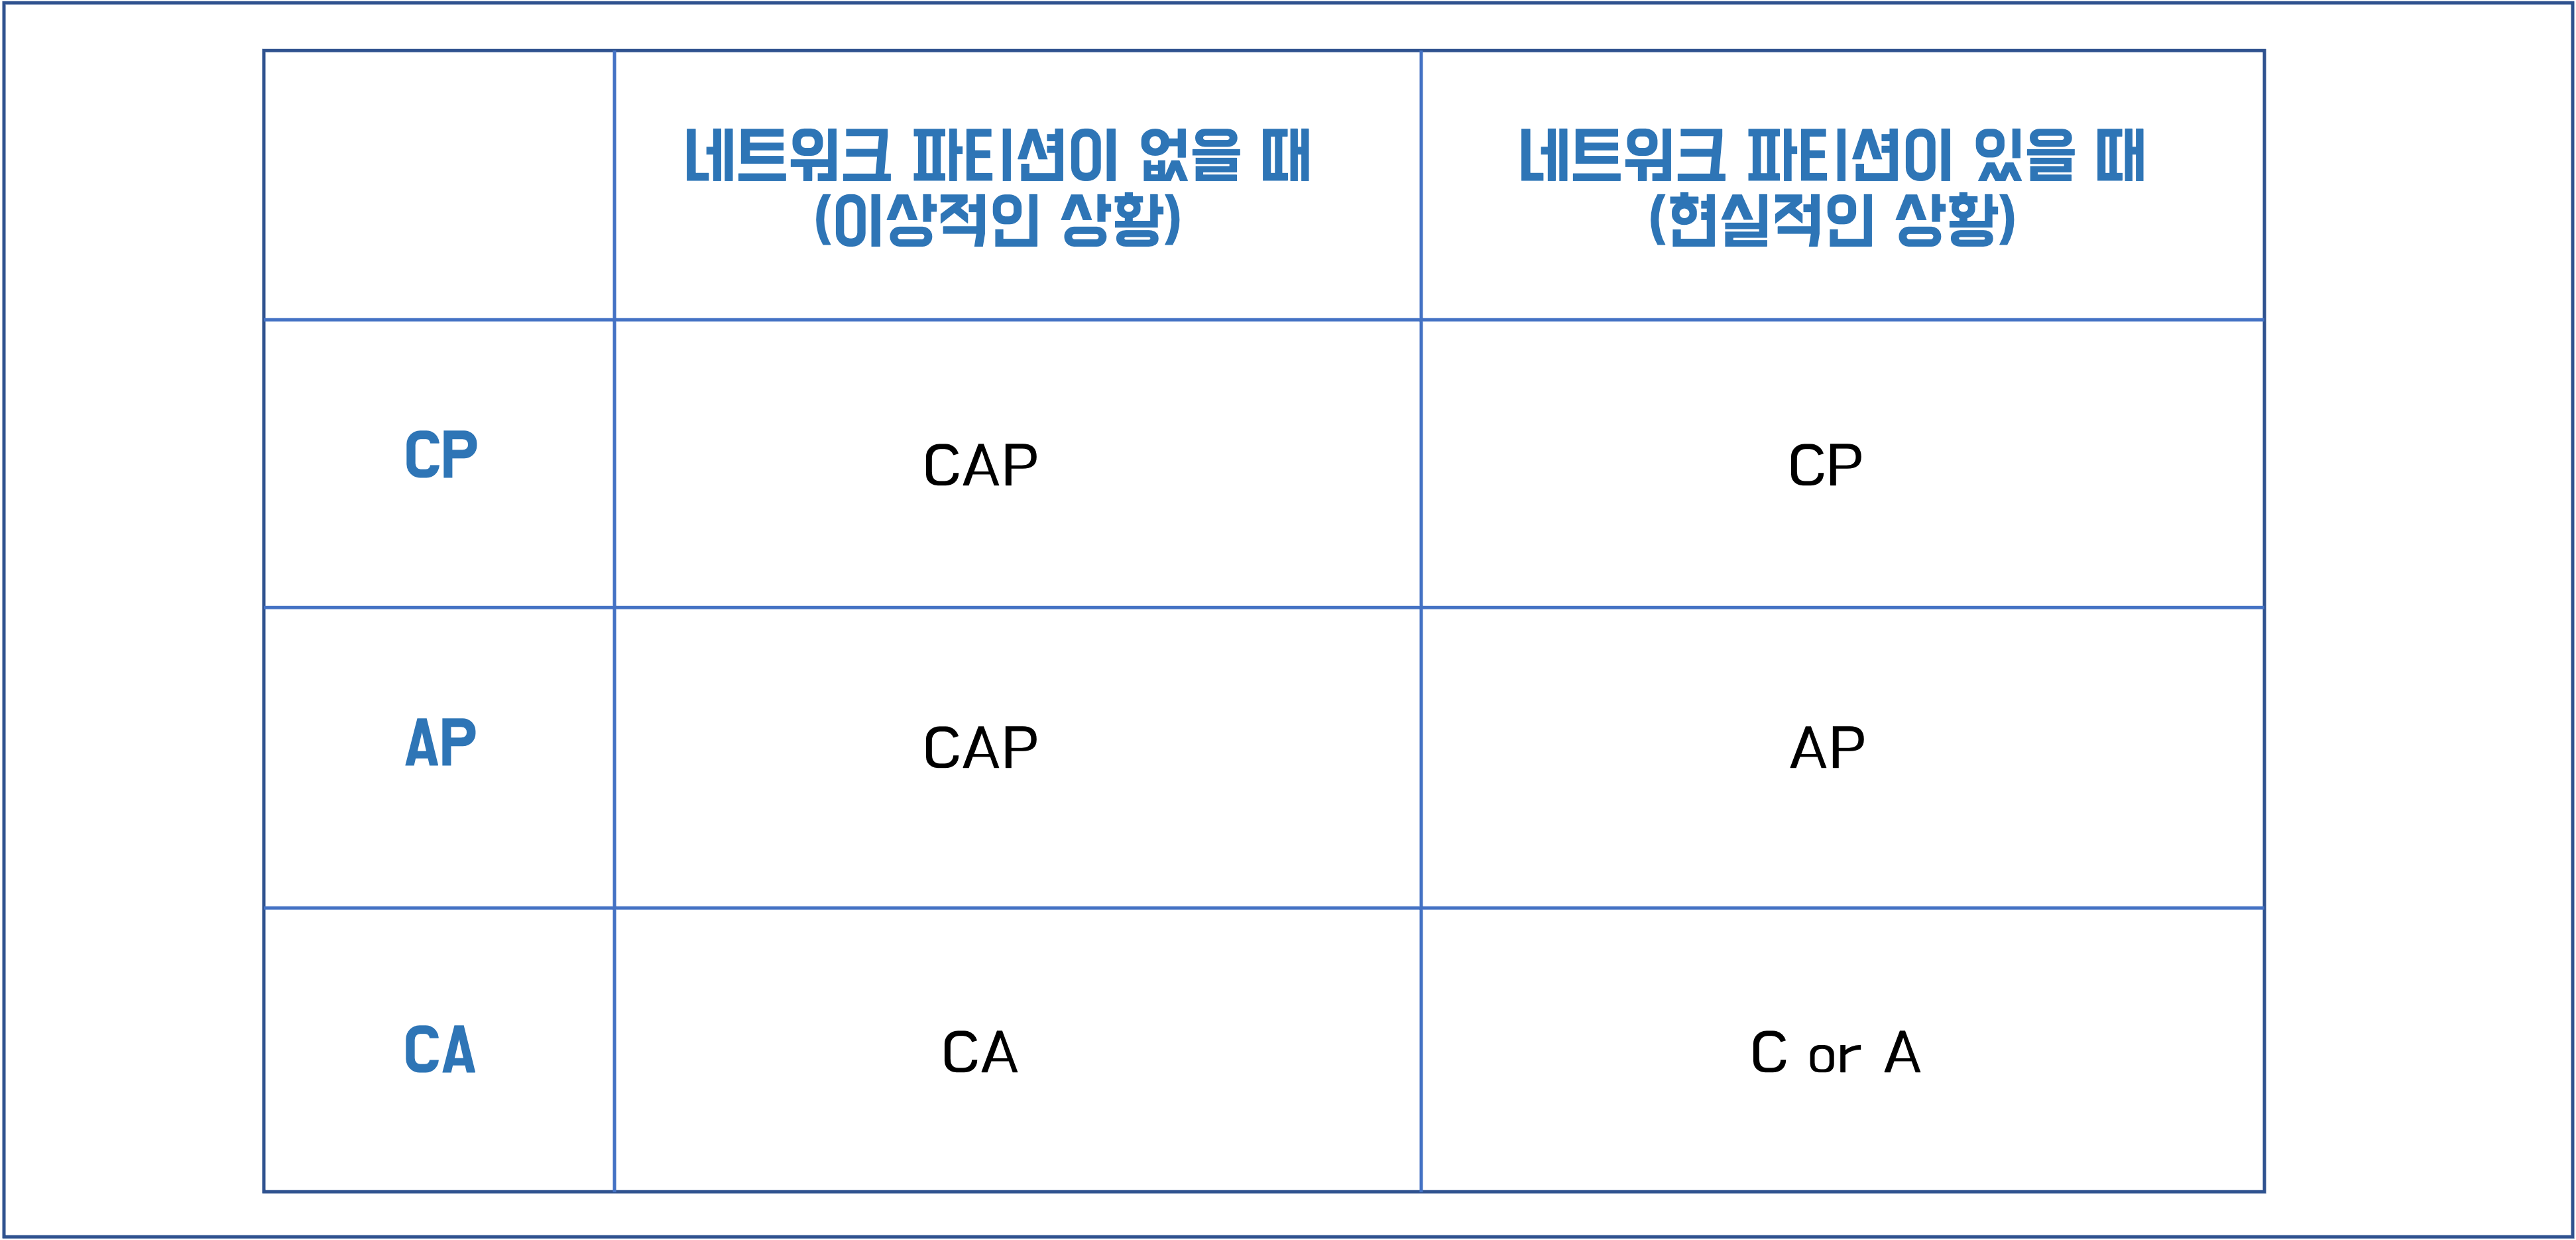 네트워크 파티션이 없을 때
(이상적인 상황)
네트워크 파티션이 있을 때
(현실적인 상황)
CP
CAP
CP
AP
CAP
AP
CA
CA
C or A